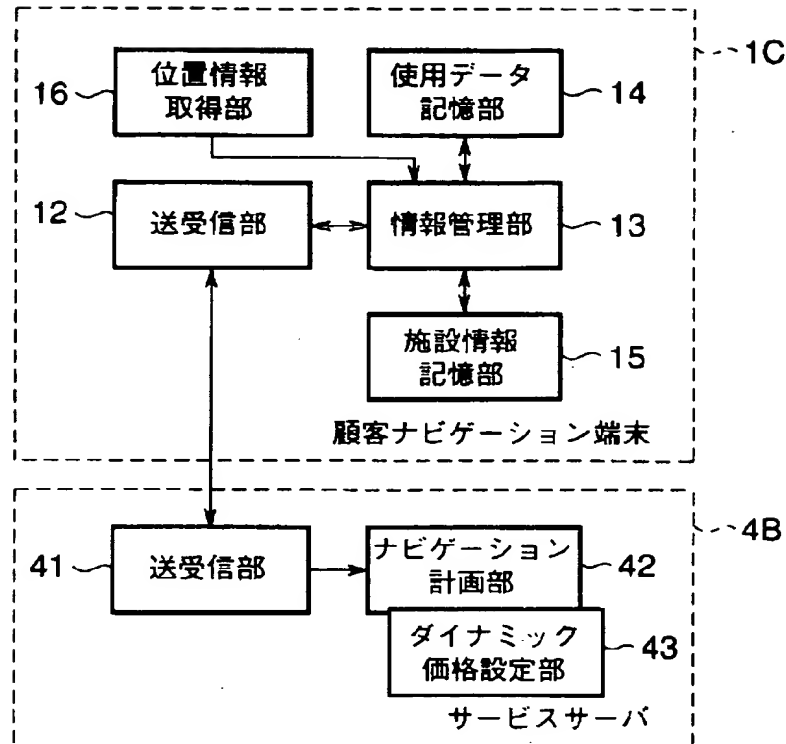 1C
16
位置情報
取得部
使用データ
記憶部
14
12
送受信部
情報管理部
13
施設情報
記憶部
15
顧客ナビゲーション端末
4B
41
送受信部
ナビゲーション
計画部
42
ダイナミック
価格設定部
43
サービスサーバ